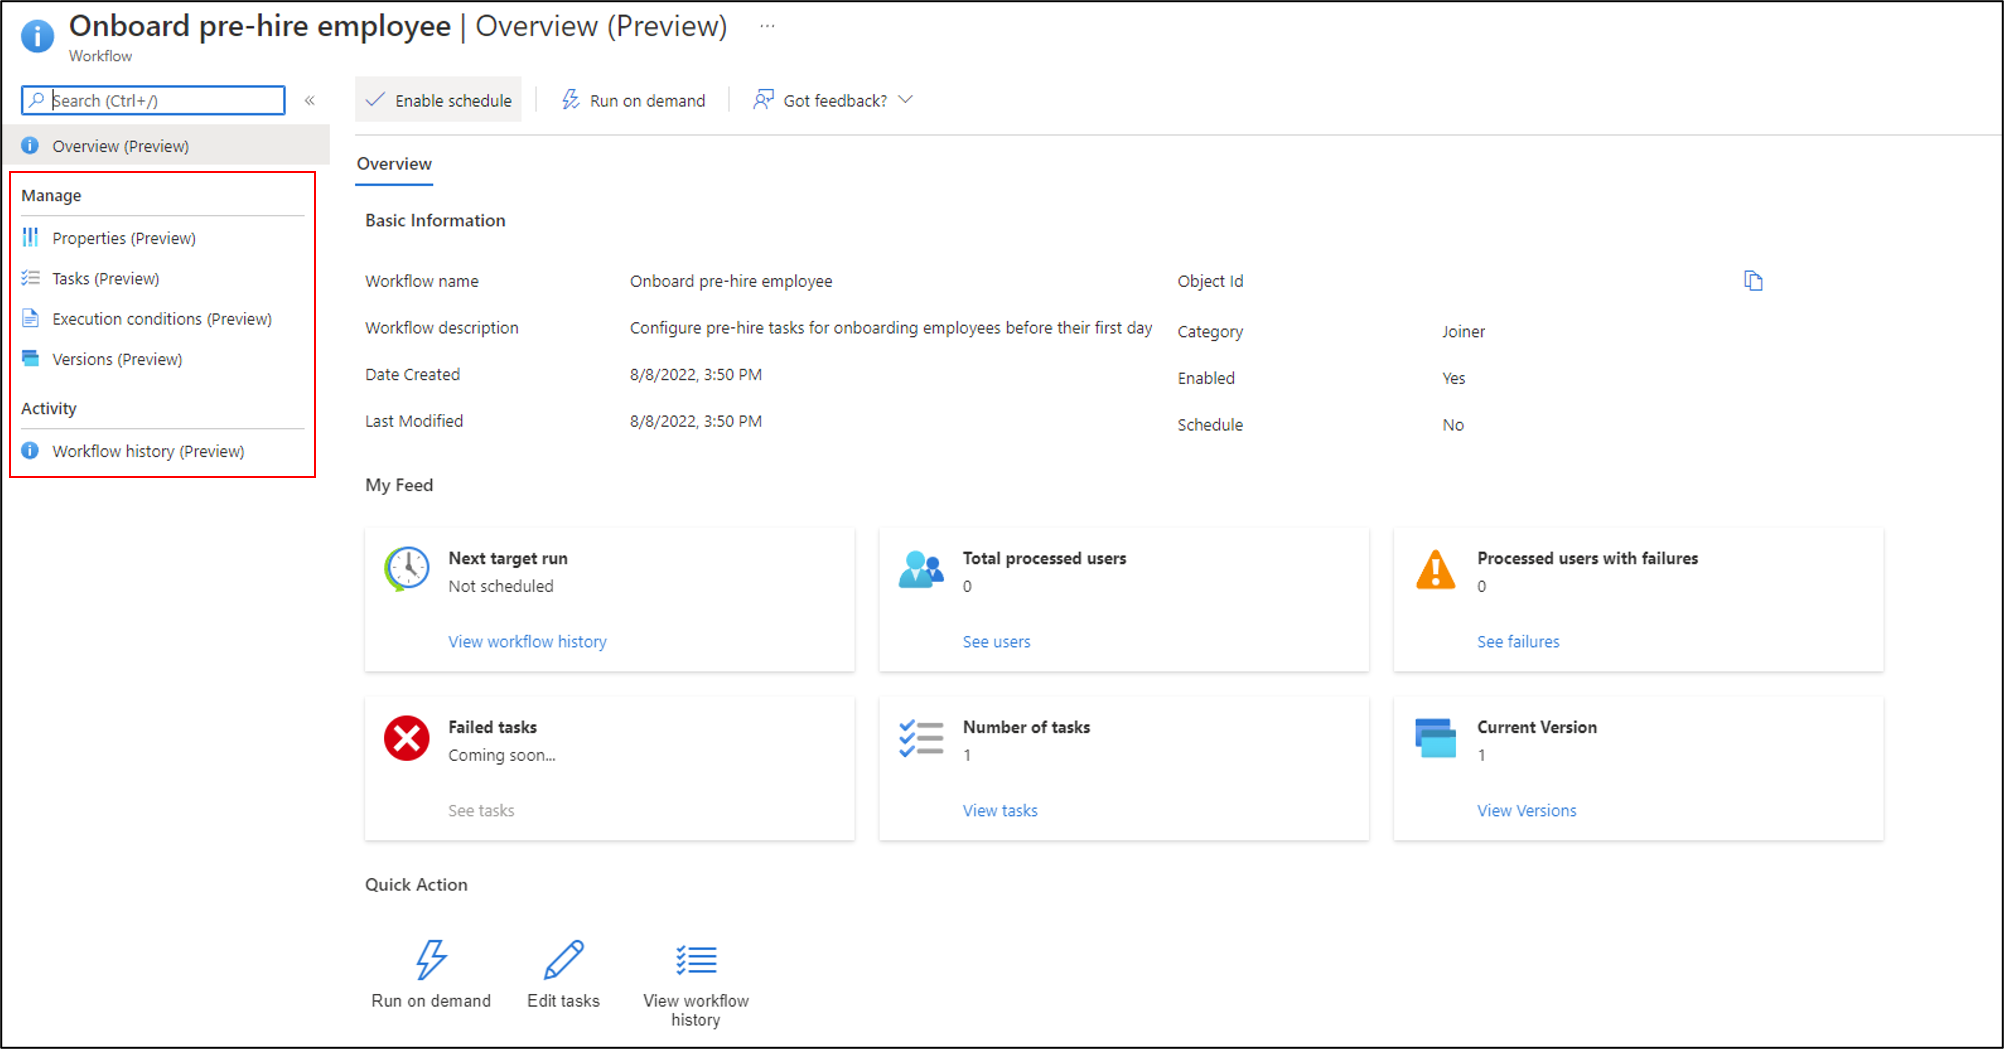 Onboard pre-hire employee | Overview (Preview) ...
Workflow
Search (Ctrl+/)
«
Overview (Preview)
Manage
Properties (Preview)
Tasks (Preview)
Execution conditions (Preview)
Versions (Preview)
Activity
Workflow history (Preview)
Enable schedule
Run on demand
Got feedback?
Overview
Basic Information
Workflow name
Onboard pre-hire employee
Workflow description
Configure pre-hire tasks for onboarding employees before their first day
Date Created
8/8/2022, 3:50 PM
Last Modified
8/8/2022, 3:50 PM
Object Id
Category
Joiner
Enabled
Yes
Schedule
No
My Feed
Next target run
Not scheduled
View workflow history
Total processed users
0
See users
Processed users with failures
0
See failures
Failed tasks
Coming soon...
See tasks
Number of tasks
1
View tasks
Current Version
1
View Versions
Quick Action
Run on demand
Edit tasks
View workflow
history